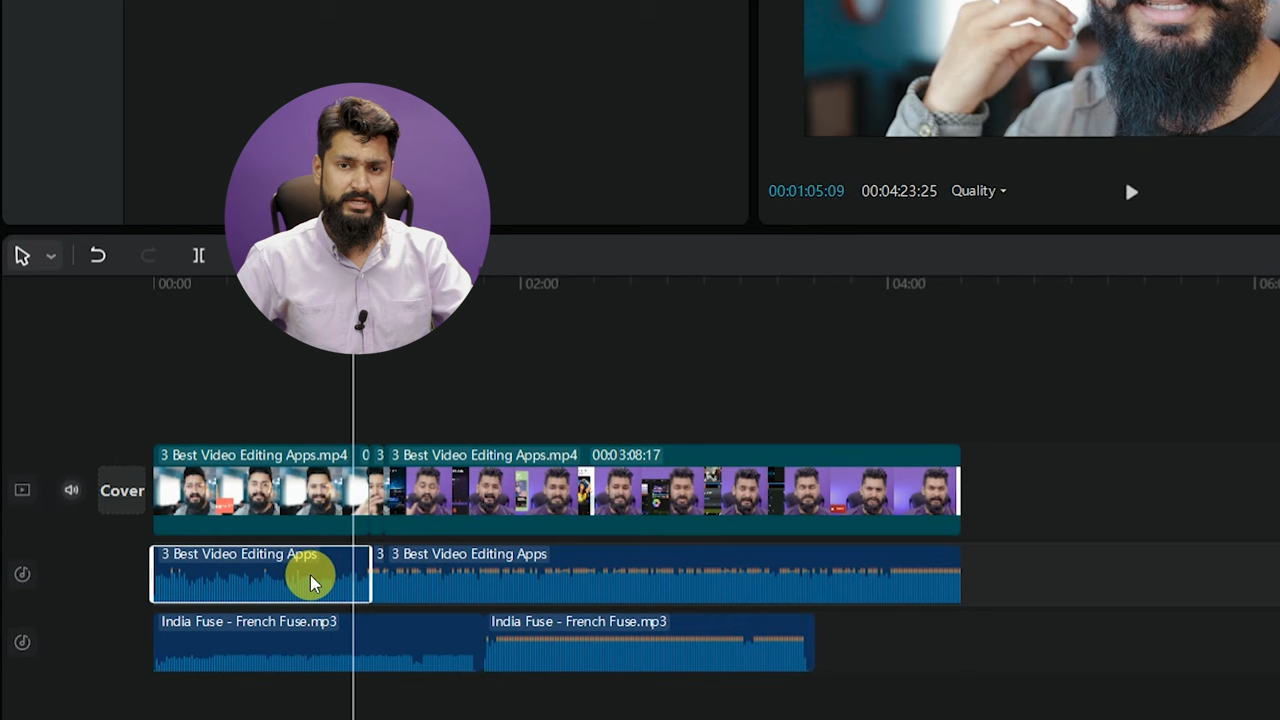 00:01:05:09 00:04:23:25 Quality
00:00 02:00 04:00
3 Best Video Editing Apps.mp4 0 3 3 Best Video Editing Apps.mp4 00:03:08:17
Cover
3 Best Video Editing Apps 3 3 Best Video Editing Apps
India Fuse - French Fuse.mp3 India Fuse - French Fuse.mp3